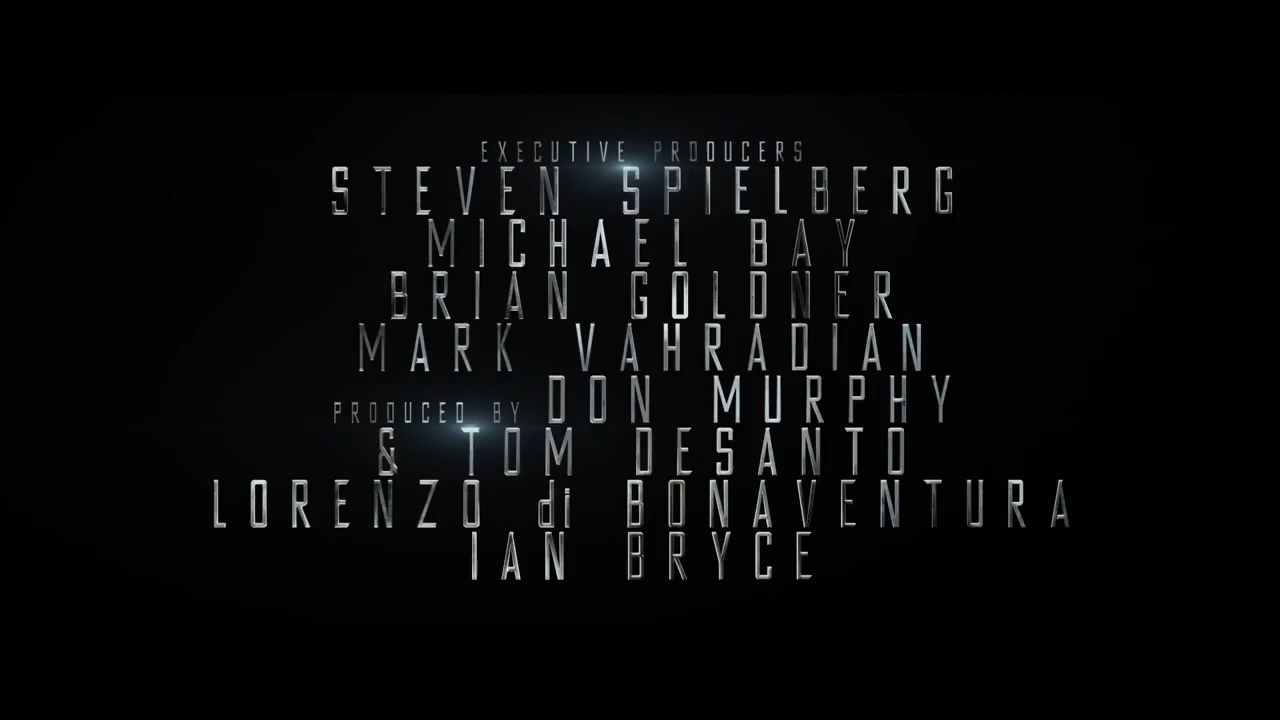 EXECUTIVE PRODUCERS
STEVEN SPIELBERG
MICHAEL BAY
BRIAN GOLDNER
MARK VAHRADIAN
PRODUCED BY DON MURPHY
& TOM DESANTO
LORENZO di BONAVENTURA
IAN BRYCE